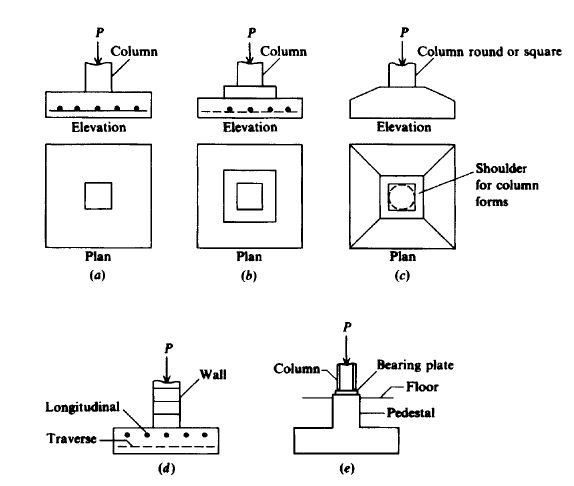 P
Column
Elevation
Plan
(a)
P
Column
Elevation
Plan
(b)
P
Column round or square
Elevation
Shoulder
for column
forms
Plan
(c)
P
Wall
Longitudinal
Traverse
(d)
P
Column
Bearing plate
Floor
Pedestal
(e)